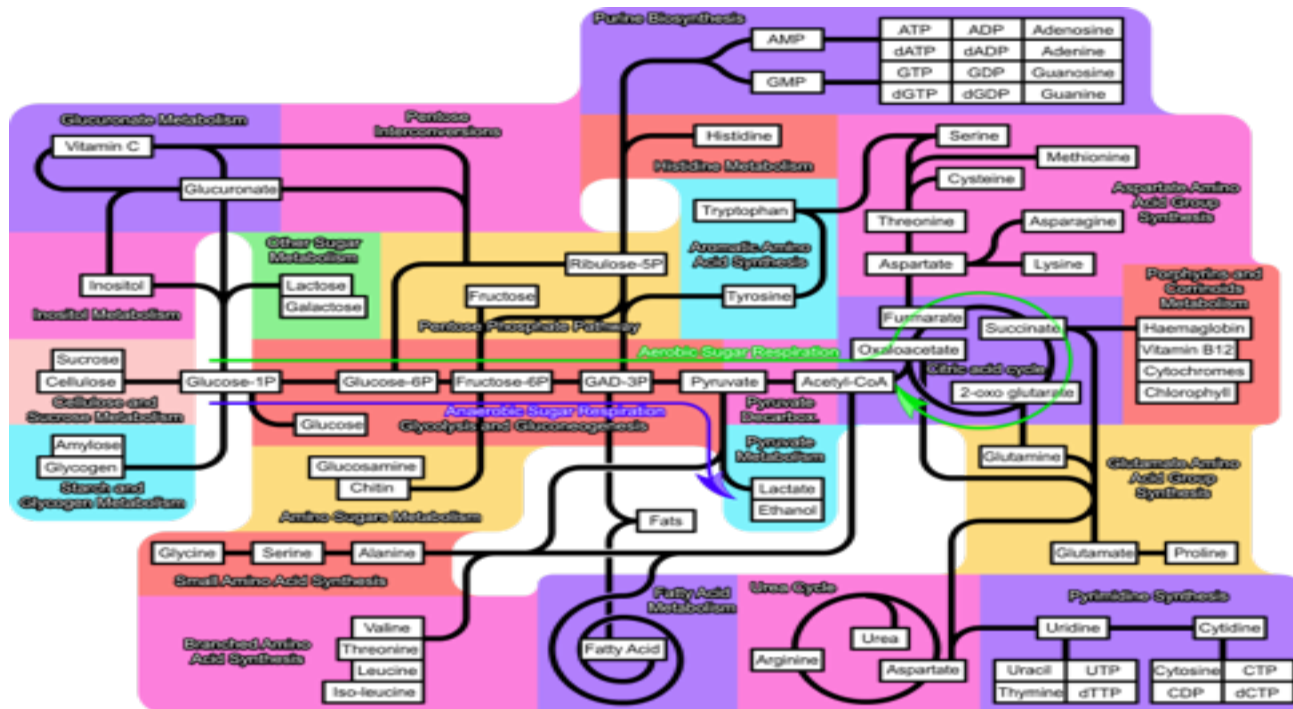 Purine Biosynthesis
AMP
ATP
ADP
Adenosine
dATP
dADP
Adenine
GMP
GTP
GDP
Guanosine
dGTP
dGDP
Guanine
Glucuronate Metabolism
Pentose
Interconversions
Vitamin C
Glucuronate
Histidine
Histidine Metabolism
Serine
Methionine
Cysteine
Aspartate Amino
Acid Group
Synthesis
Threonine
Asparagine
Aspartate
Lysine
Tryptophan
Aromatic Amino
Acid Synthesis
Tyrosine
Other Sugar
Metabolism
Lactose
Galactose
Inositol
Inositol Metabolism
Ribulose-5P
Fructose
Pentose Phosphate Pathway
Porphyrins and
Corrinoids
Metabolism
Haemaglobin
Vitamin B12
Cytochromes
Chlorophyll
Fumarate
Succinate
Oxaloacetate
Citric acid cycle
2-oxo glutarate
Aerobic Sugar Respiration
Sucrose
Cellulose
Glucose-1P
Glucose-6P
Fructose-6P
GAD-3P
Pyruvate
Acetyl-CoA
Cellulose and
Sucrose Metabolism
Anaerobic Sugar Respiration
Glycolysis and Gluconeogenesis
Pyruvate
Decarbox.
Glucose
Amylose
Glycogen
Starch and
Glycogen Metabolism
Glucosamine
Chitin
Amino Sugars Metabolism
Pyruvate
Metabolism
Lactate
Ethanol
Glutamine
Glutamate Amino
Acid Group
Synthesis
Glutamate
Proline
Fats
Glycine
Serine
Alanine
Small Amino Acid Synthesis
Branched Amino
Acid Synthesis
Valine
Threonine
Leucine
Iso-leucine
Fatty Acid
Metabolism
Fatty Acid
Urea Cycle
Urea
Arginine
Aspartate
Pyrimidine Synthesis
Uridine
Cytidine
Uracil
UTP
Thymine
dTTP
Cytosine
CTP
CDP
dCTP